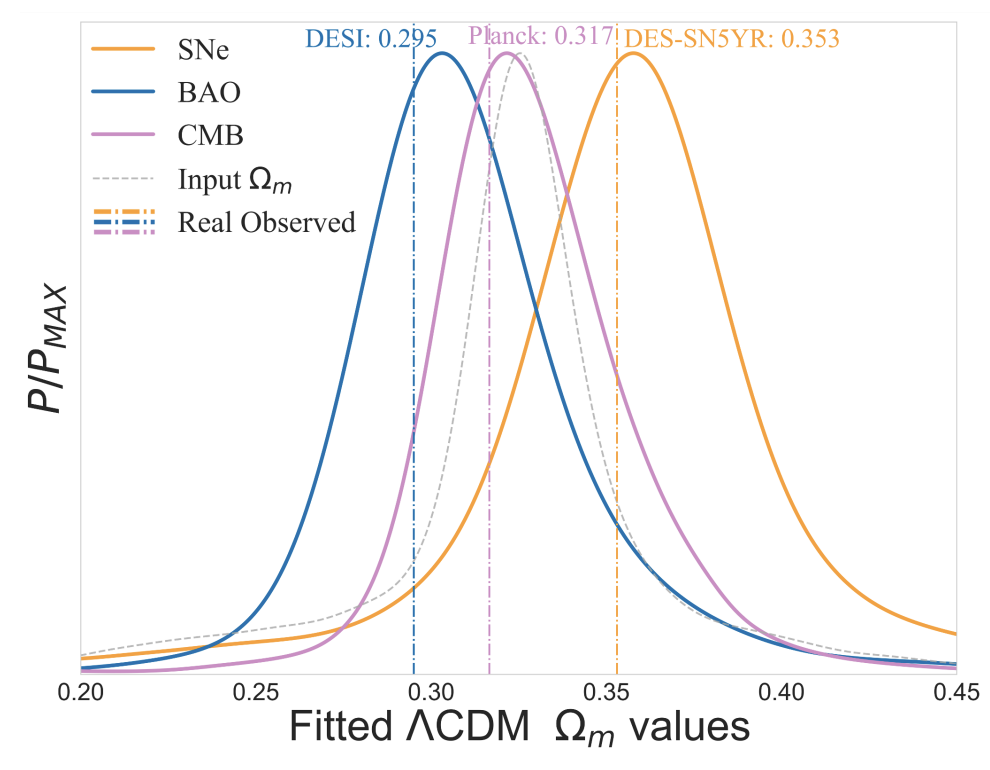 DESI: 0.295 Planck: 0.317 DES-SN5YR: 0.353
SNe
BAO
CMB
Input Ωm
Real Observed
P/PMAX
0.20 0.25 0.30 0.35 0.40 0.45
Fitted ΛCDM Ωm values